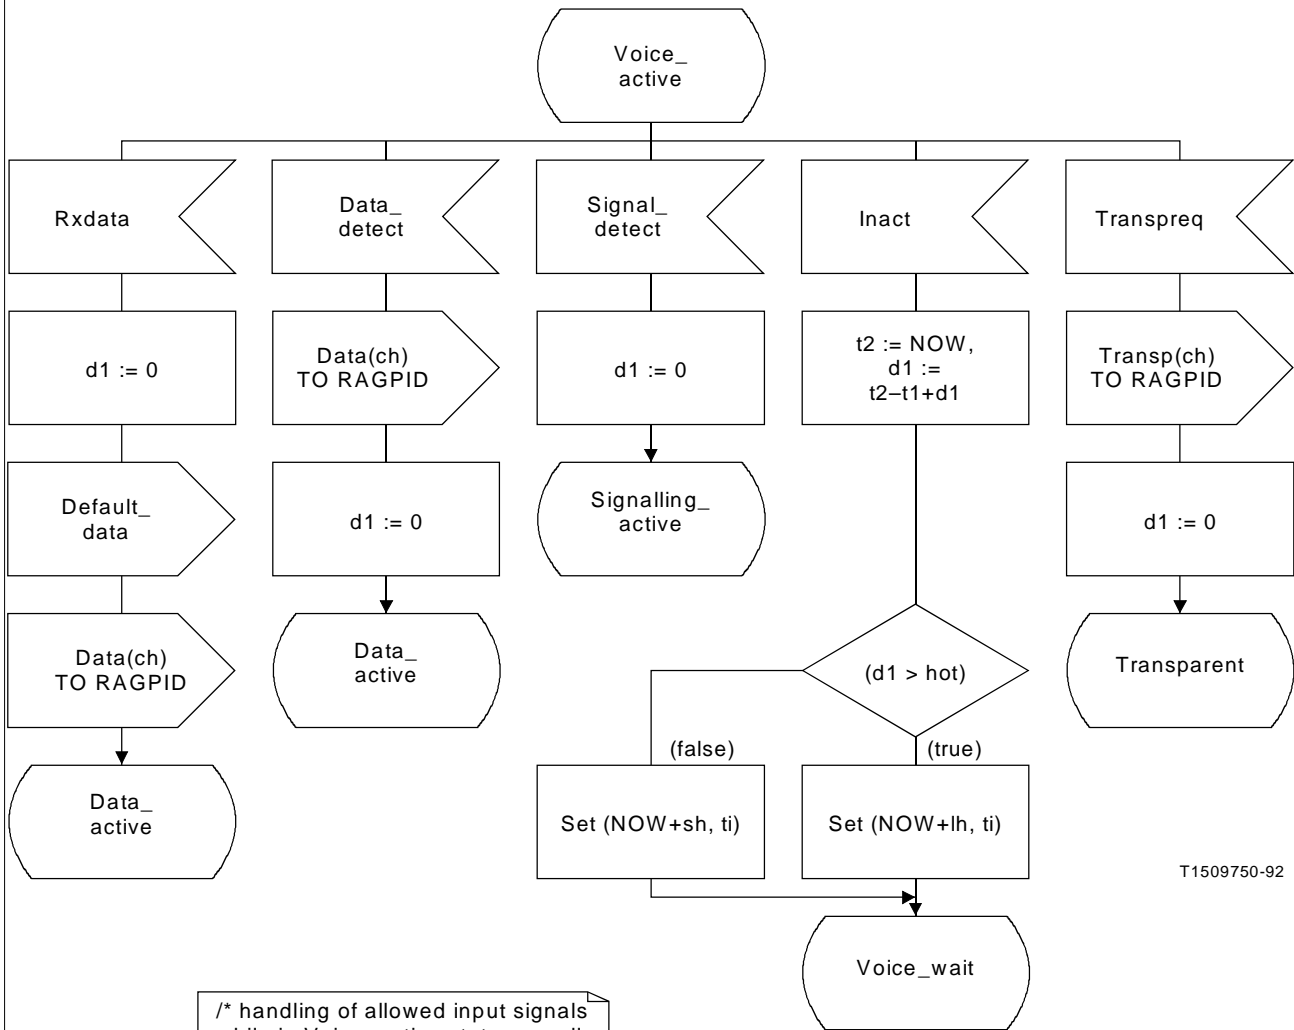 Voice_
active
Rxdata
Data_
detect
Signal_
detect
Inact
Transpreq
d1 := 0
Data(ch)
TO RAGPID
d1 := 0
t2 := NOW,
d1 :=
t2–t1+d1
Transp(ch)
TO RAGPID
Default_
data
d1 := 0
Signalling_
active
d1 := 0
Data(ch)
TO RAGPID
Data_
active
(d1 > hot)
Transparent
(false)
(true)
Data_
active
Set (NOW+sh, ti)
Set (NOW+lh, ti)
T1509750-92
Voice_wait
/* handling of allowed input signals